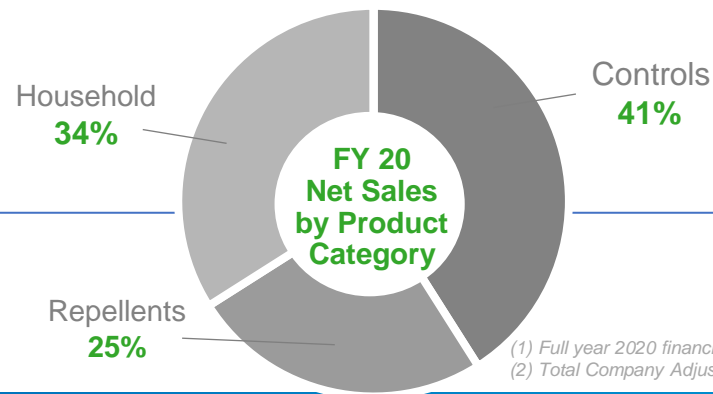 Household
34%
Controls
41%
FY 20
Net Sales
by Product
Category
Repellents
25%
(1) Full year 2020
(2) Total Company